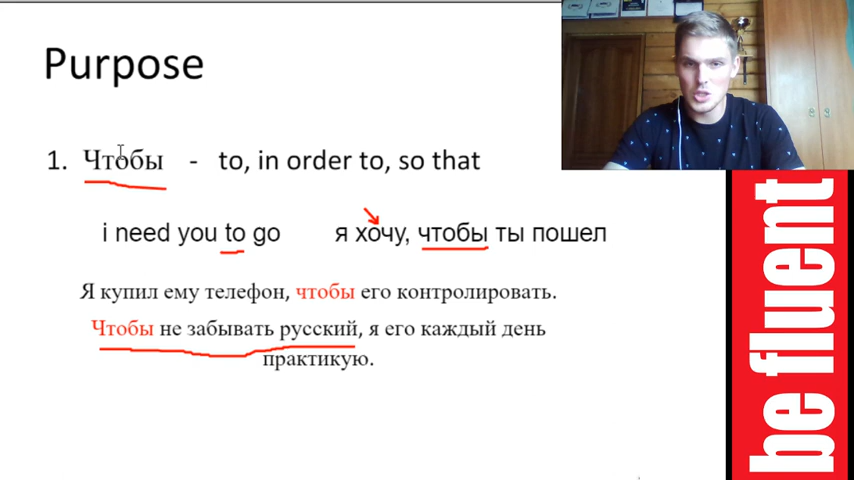 Purpose
1. Чтобы - to, in order to, so that
i need you to go я хочу, чтобы ты пошел
Я купил ему телефон, чтобы его контролировать.
Чтобы не забывать русский, я его каждый день
практикую.
be fluent